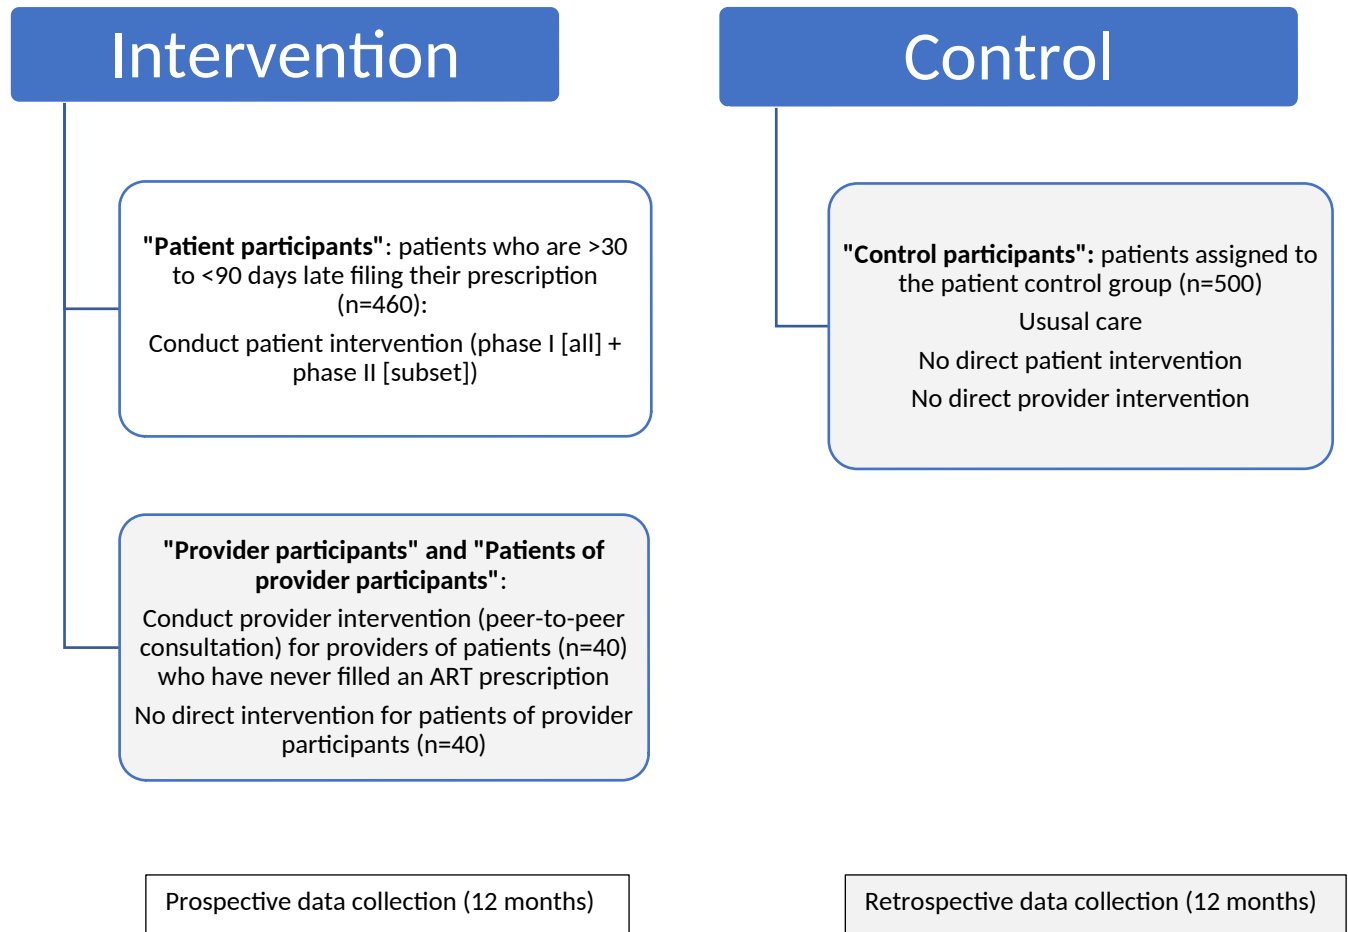 Intervention
"Patient participants": patients who are >30
to <90 days late filing their prescription
(n=460):
Conduct patient intervention (phase I [all] +
phase II [subset])
"Provider participants" and "Patients of
provider participants":
Conduct provider intervention (peer-to-peer
consultation) for providers of patients (n=40)
who have never filled an ART prescription
No direct intervention for patients of provider
participants (n=40)
Prospective data collection (12 months)
Control
"Control participants": patients assigned to
the patient control group (n=500)
Ususal care
No direct patient intervention
No direct provider intervention
Retrospective data collection (12 months)